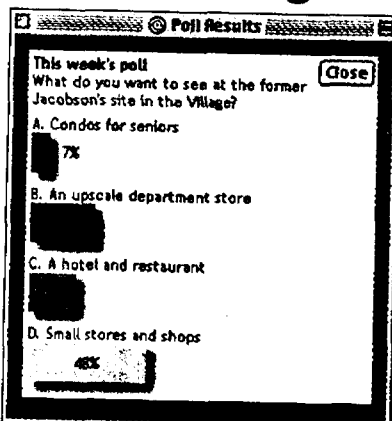 Poll Results
This week's poll
What do you want to see at the former
Jacobson's site in the Village?
Close
A. Condos for seniors
7%
B. An upscale department store
C. A hotel and restaurant
D. Small stores and shops